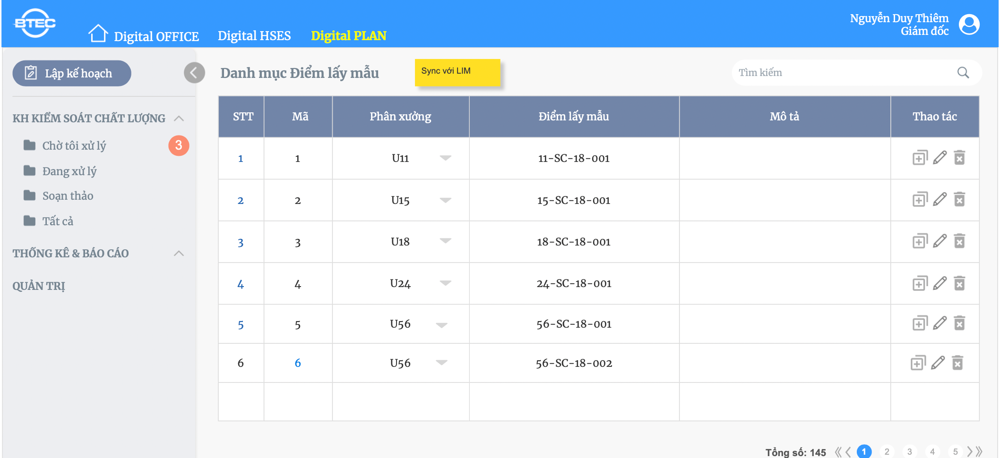 BTEC
Digital OFFICE
Digital HSES
Digital PLAN
Nguyễn Duy Thiêm
Giám đốc
Lập kế hoạch
KH KIỂM SOÁT CHẤT LƯỢNG
Chờ tôi xử lý
3
Đang xử lý
Soạn thảo
Tất cả
THỐNG KÊ & BÁO CÁO
QUẢN TRỊ
Danh mục Điểm lấy mẫu
Sync với LIM
Tìm kiếm
STT Mã Phân xưởng Điểm lấy mẫu Mô tả Thao tác
1 1 U11 11-SC-18-001
2 2 U15 15-SC-18-001
3 3 U18 18-SC-18-001
4 4 U24 24-SC-18-001
5 5 U56 56-SC-18-001
6 6 U56 56-SC-18-002
Tổng số: 145 1 2 3 4 5